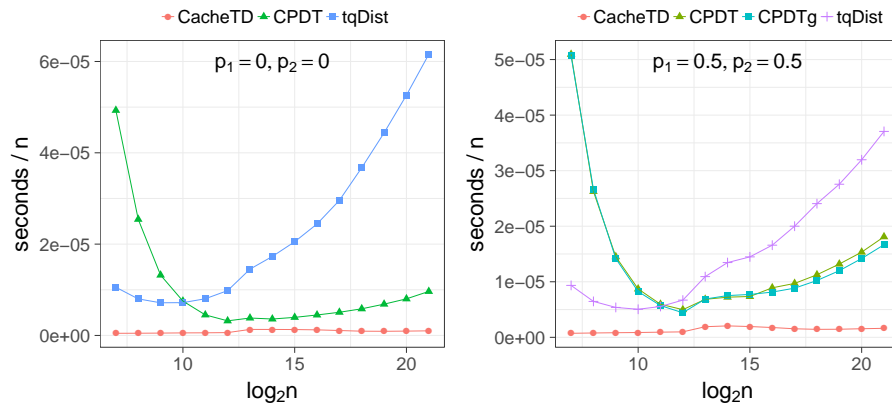 CacheTD CPDT tqDist
p₁ = 0, p₂ = 0
6e−05
4e−05
2e−05
0e+00
seconds / n
10 15 20
log₂n
CacheTD CPDT CPDTg tqDist
p₁ = 0.5, p₂ = 0.5
5e−05
4e−05
3e−05
2e−05
1e−05
0e+00
seconds / n
10 15 20
log₂n